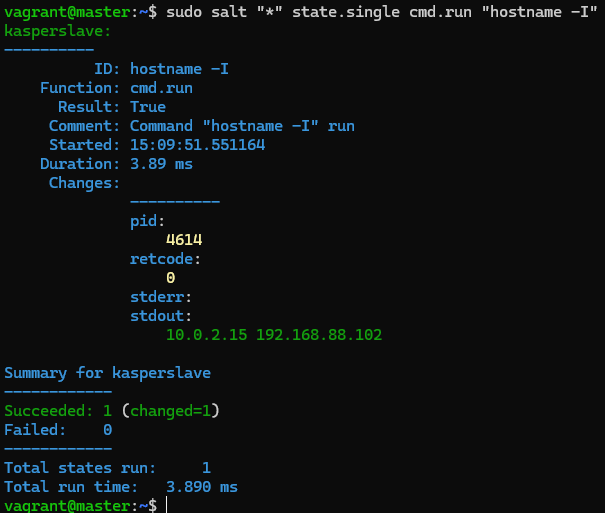 vagrant@master:~$ sudo salt "*" state.single cmd.run "hostname -I"
kasperslave:
----------
          ID: hostname -I
    Function: cmd.run
      Result: True
     Comment: Command "hostname -I" run
     Started: 15:09:51.551164
    Duration: 3.89 ms
     Changes:
              ----------
              pid:
                  4614
              retcode:
                  0
              stderr:
              stdout:
                  10.0.2.15 192.168.88.102

Summary for kasperslave
------------
Succeeded: 1 (changed=1)
Failed:    0
------------
Total states run:     1
Total run time:   3.890 ms
vagrant@master:~$